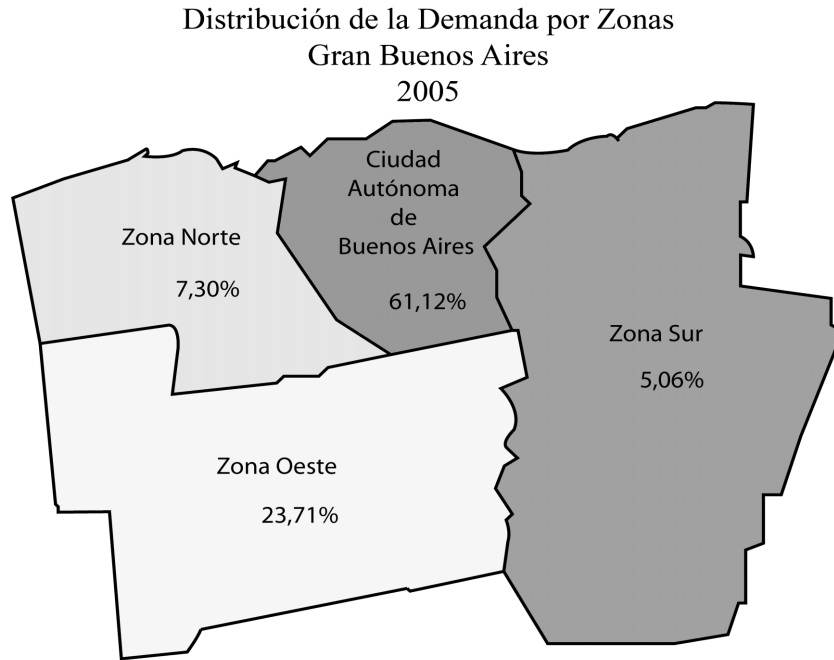 Distribución de la Demanda por Zonas
Gran Buenos Aires
2005
Ciudad
Autónoma
de
Buenos Aires
61,12%
Zona Norte
7,30%
Zona Sur
5,06%
Zona Oeste
23,71%